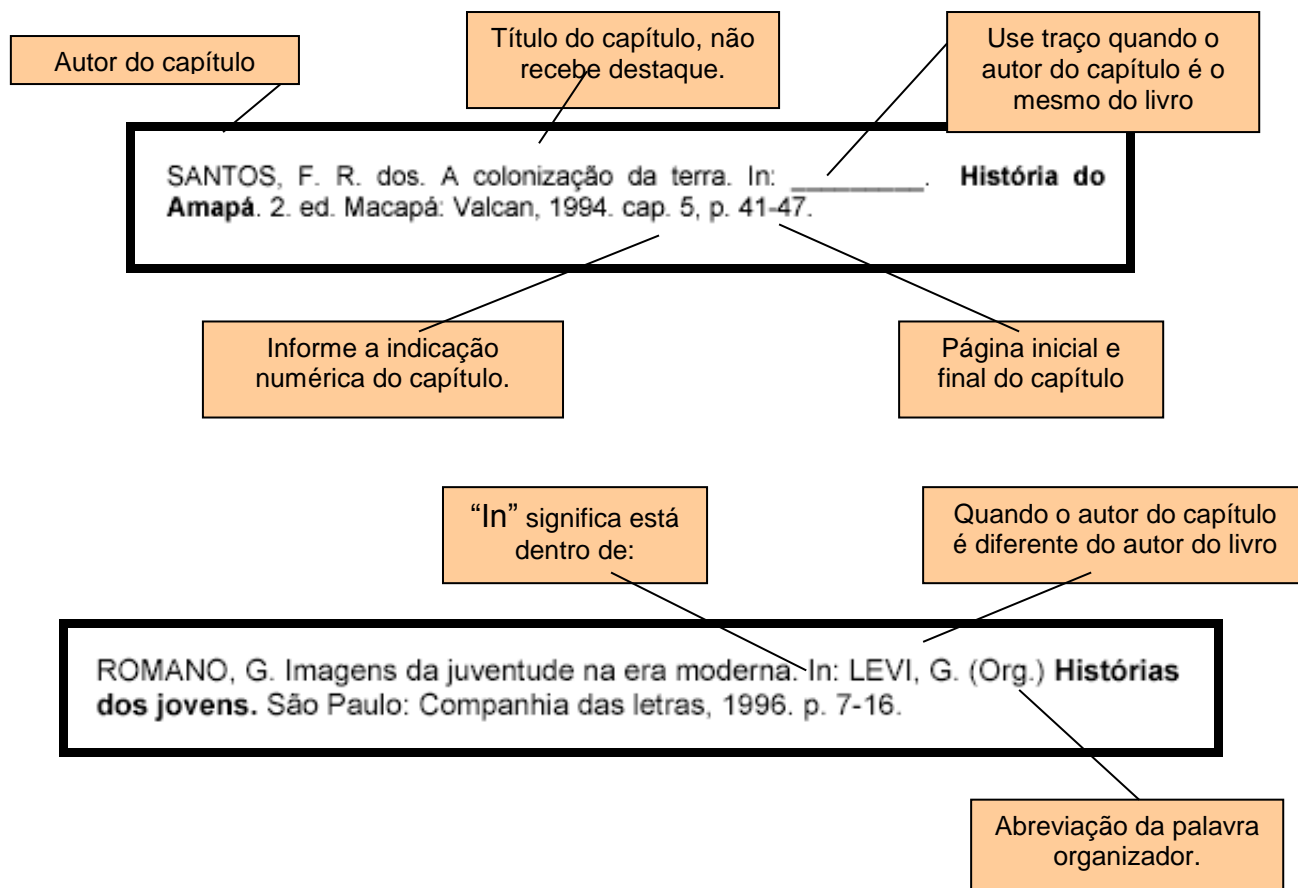 Autor do capítulo
Título do capítulo, não
recebe destaque.
Use traço quando o
autor do capítulo é o
mesmo do livro
SANTOS, F. R. dos. A colonização da terra. In: _________. História do
Amapá. 2. ed. Macapá: Valcan, 1994. cap. 5, p. 41-47.
Informe a indicação
numérica do capítulo.
Página inicial e
final do capítulo
“In” significa está
dentro de:
Quando o autor do capítulo
é diferente do autor do livro
ROMANO, G. Imagens da juventude na era moderna. In: LEVI, G. (Org.) Histórias
dos jovens. São Paulo: Companhia das letras, 1996. p. 7-16.
Abreviação da palavra
organizador.